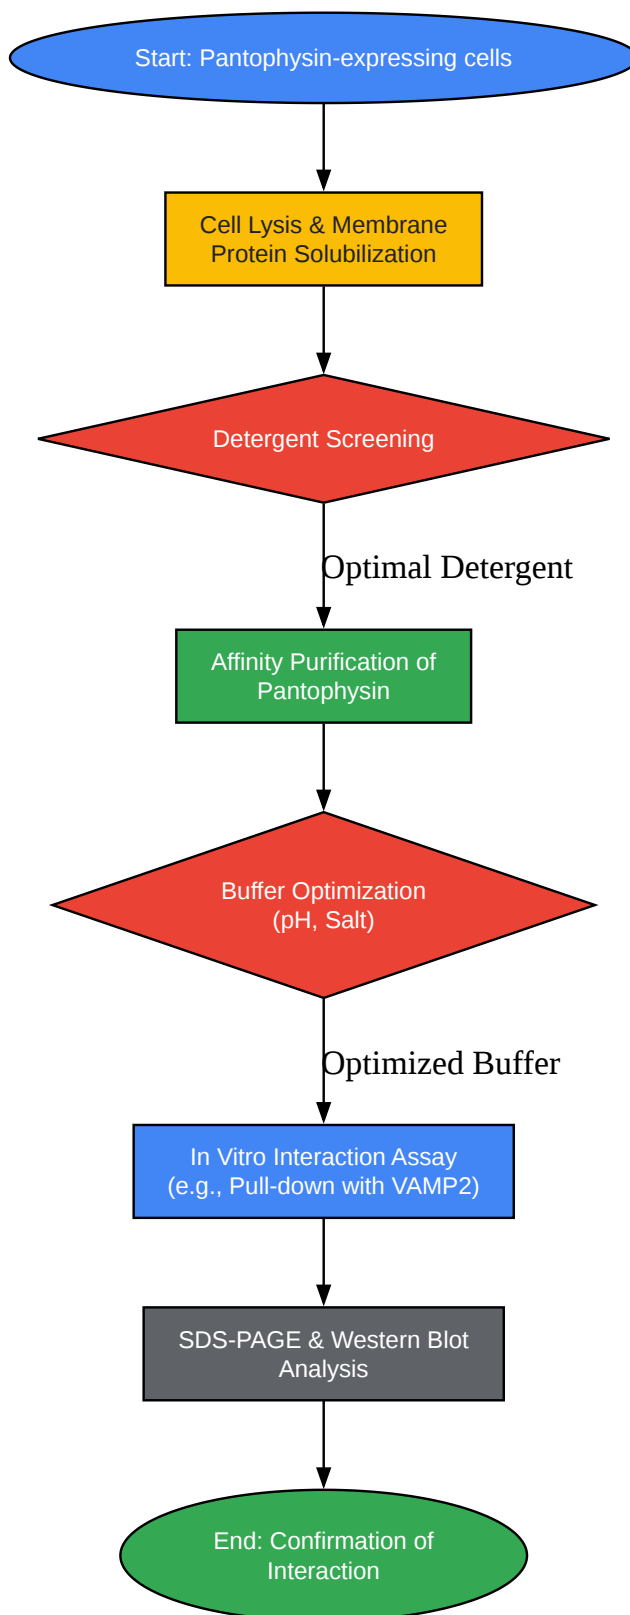 Start: Pantophysin-expressing cells
Cell Lysis & Membrane
Protein Solubilization
Detergent Screening
Optimal Detergent
Affinity Purification of
Pantophysin
Buffer Optimization
(pH, Salt)
Optimized Buffer
In Vitro Interaction Assay
(e.g., Pull-down with VAMP2)
SDS-PAGE & Western Blot
Analysis
End: Confirmation of
Interaction